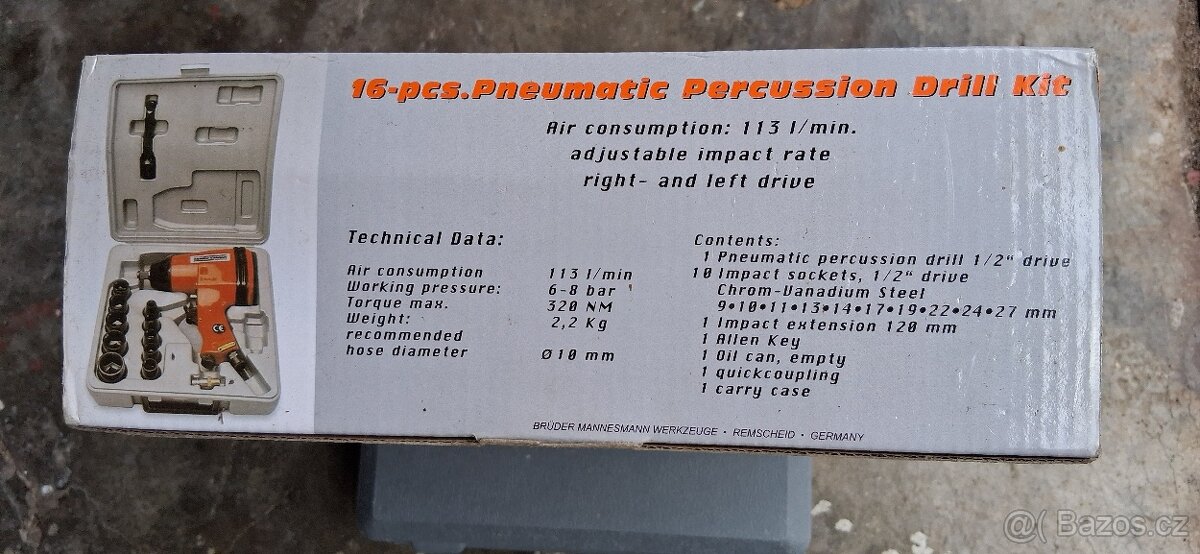 16-pcs.Pneumatic Percussion Drill Kit
Air consumption: 113 l/min.
adjustable impact rate
right- and left drive
Technical Data:
Air consumption 113 l/min
Working pressure: 6-8 bar
Torque max. 320 NM
Weight: 2,2 Kg
recommended
hose diameter Ø 10 mm
Contents:
1 Pneumatic percussion drill 1/2" drive
10 Impact sockets, 1/2" drive
Chrom-Vanadium Steel
9•10•11•13•14•17•19•22•24•27 mm
1 Impact extension 120 mm
1 Allen Key
1 Oil can, empty
1 quickcoupling
1 carry case
BRÜDER MANNESMANN WERKZEUGE • REMSCHEID • GERMANY
@( Bazos.cz